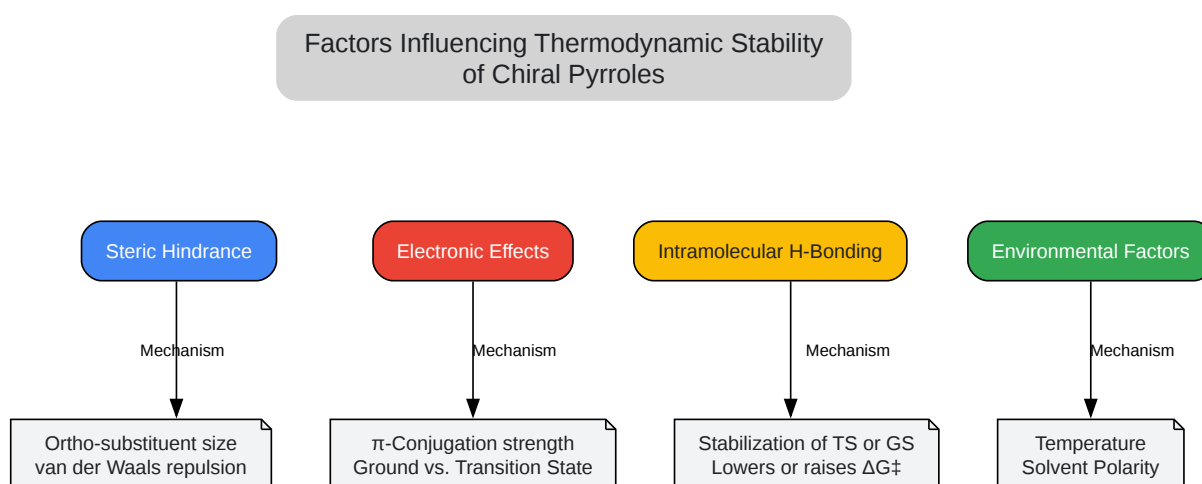 Factors Influencing Thermodynamic Stability
of Chiral Pyrroles
Steric Hindrance
Electronic Effects
Intramolecular H-Bonding
Environmental Factors
Mechanism
Mechanism
Mechanism
Mechanism
Ortho-substituent size
van der Waals repulsion
π-Conjugation strength
Ground vs. Transition State
Stabilization of TS or GS
Lowers or raises ΔG‡
Temperature
Solvent Polarity